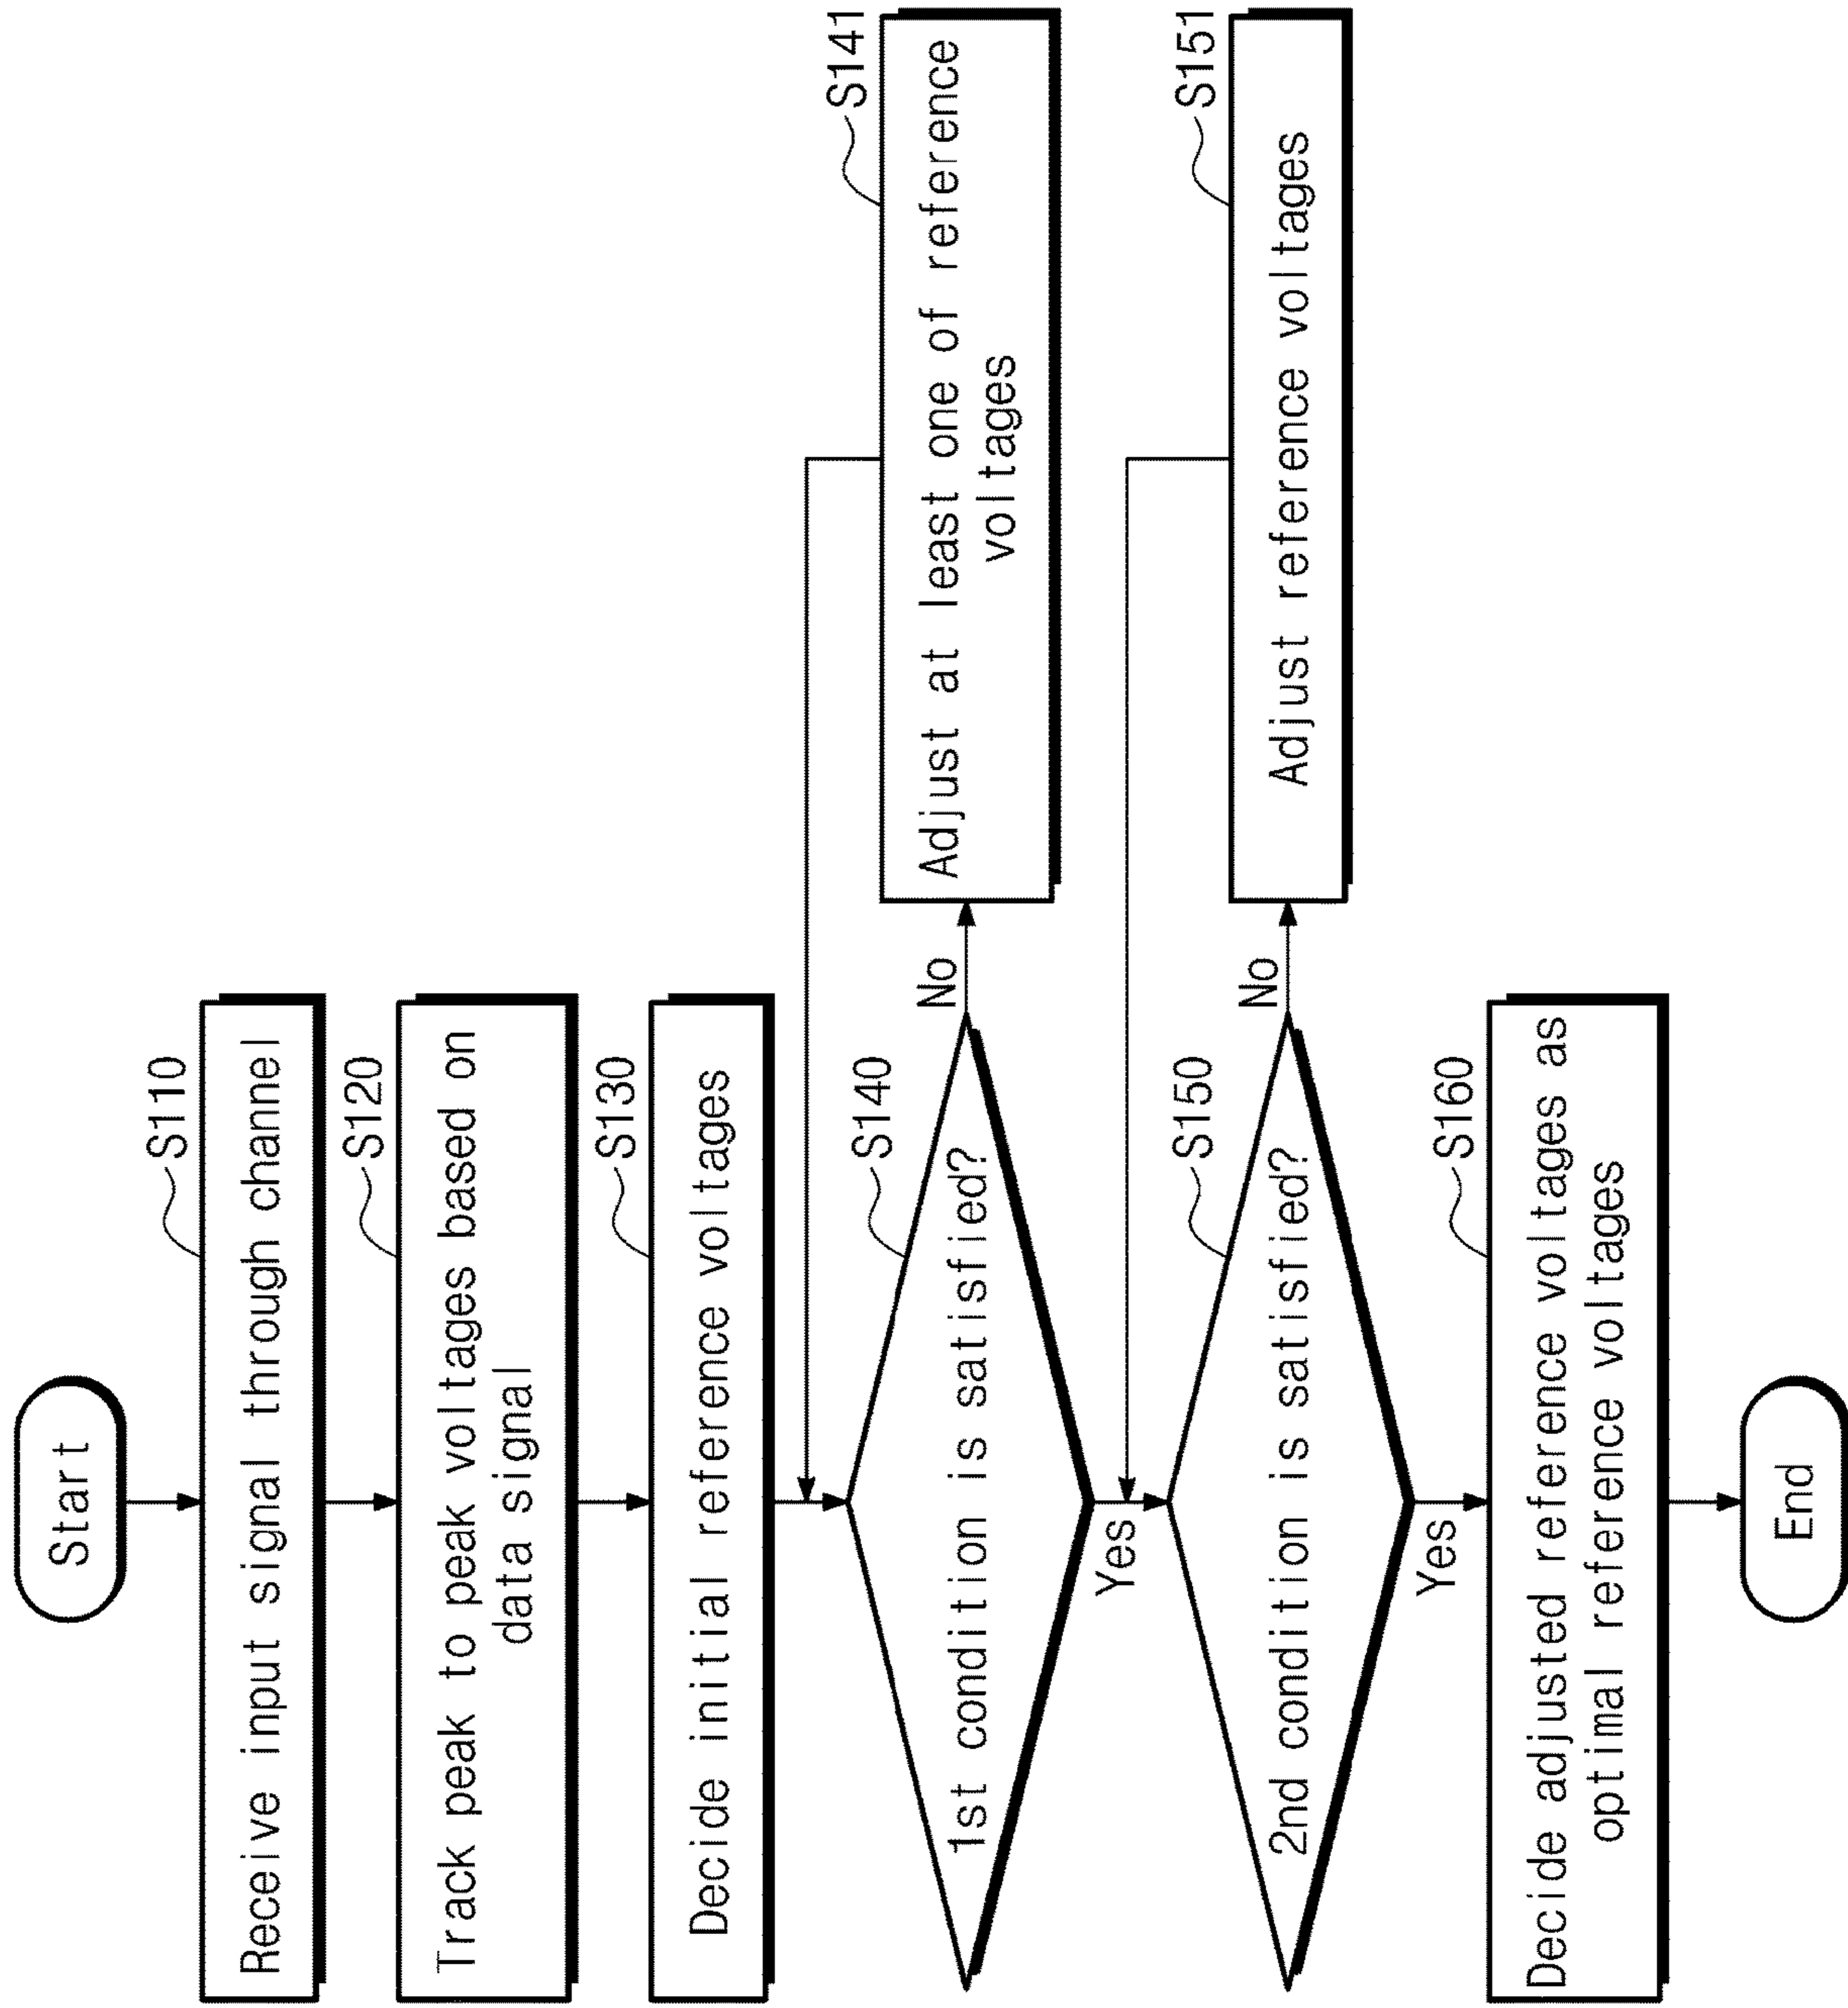 Start
S110
Receive input signal through channel
S120
Track peak to peak voltages based on
data signal
S130
Decide initial reference voltages
S140
1st condition is satisfied?
No
S141
Adjust at least one of reference
voltages
Yes
S150
2nd condition is satisfied?
No
S151
Adjust reference voltages
Yes
S160
Decide adjusted reference voltages as
optimal reference voltages
End